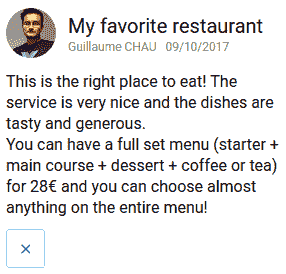 My favorite restaurant
Guillaume CHAU 09/10/2017
This is the right place to eat! The
service is very nice and the dishes are
tasty and generous.
You can have a full set menu (starter +
main course + dessert + coffee or tea)
for 28€ and you can choose almost
anything on the entire menu!